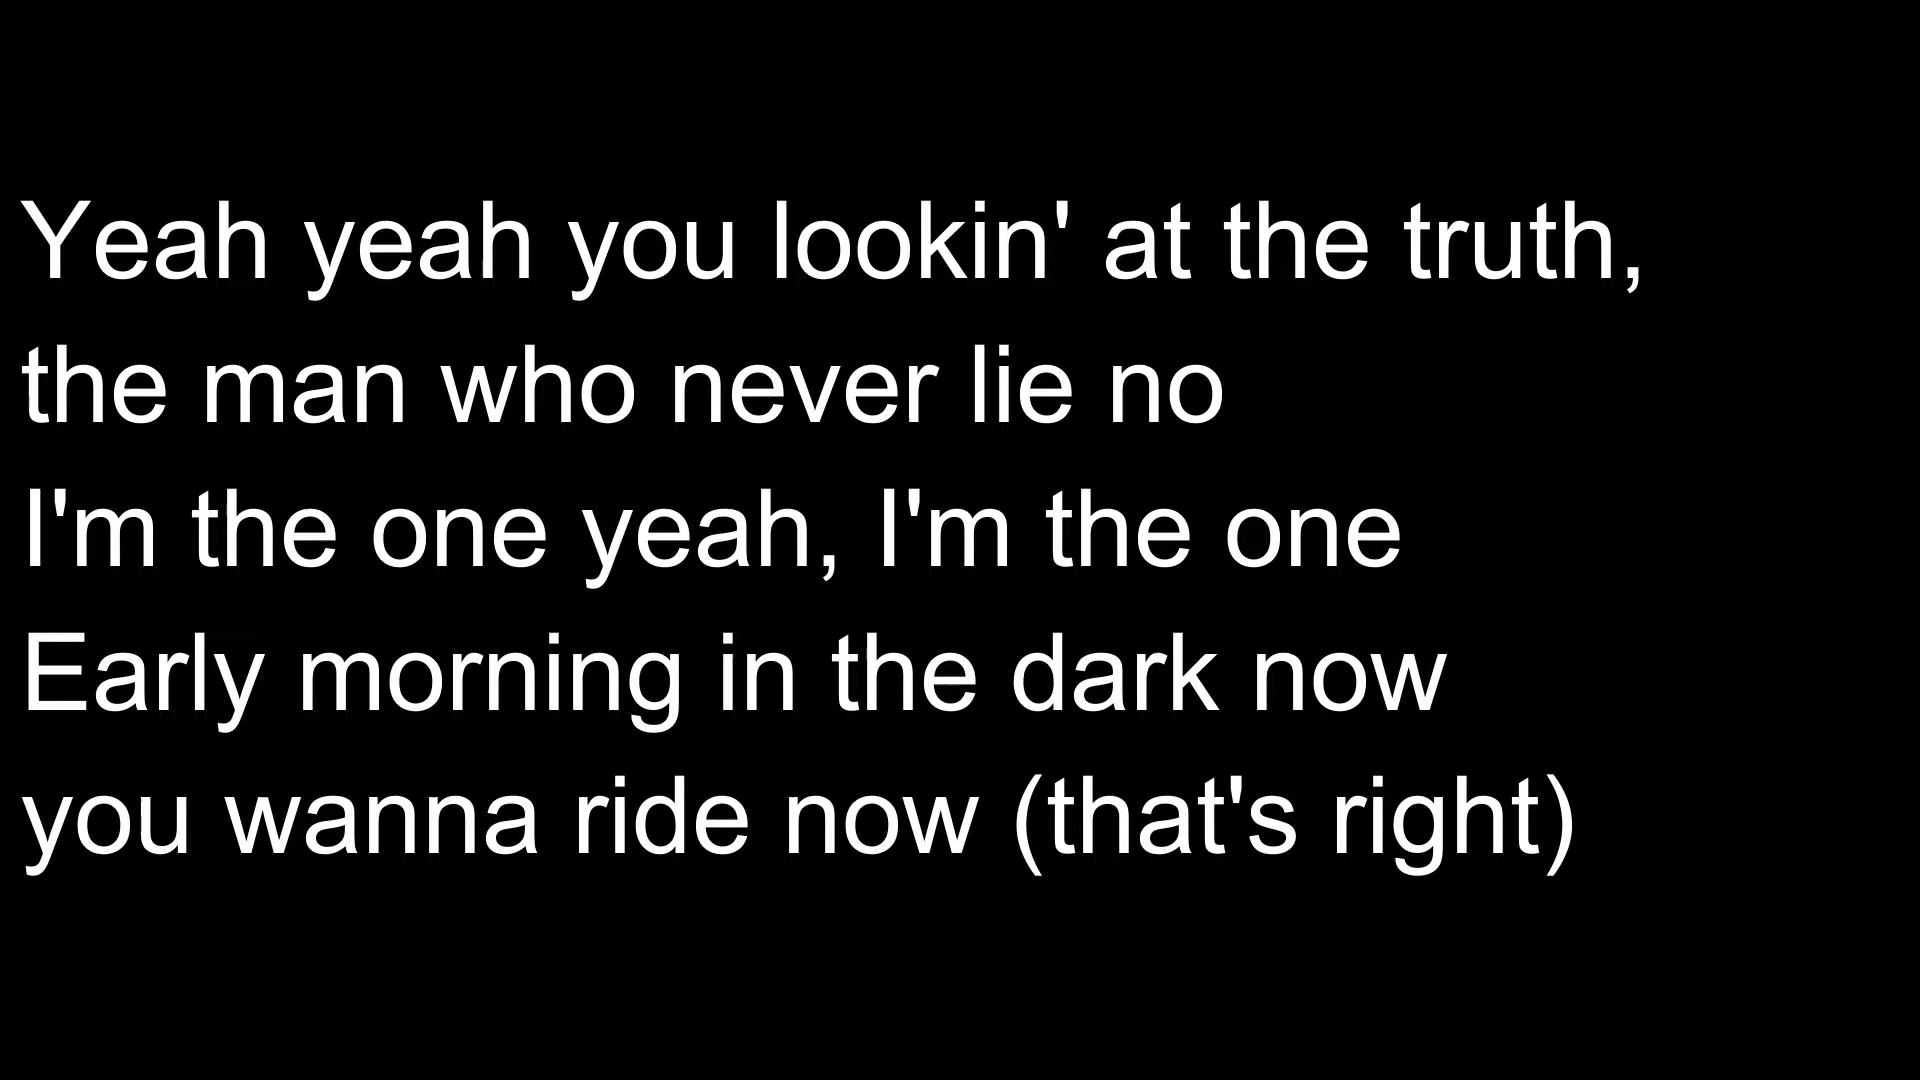 Yeah yeah you lookin' at the truth,
the man who never lie no
I'm the one yeah, I'm the one
Early morning in the dark now
you wanna ride now (that's right)